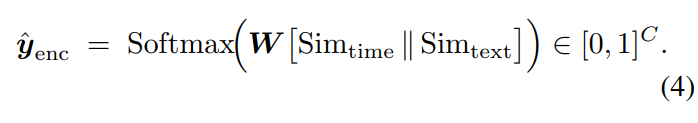 ŷ_enc = Softmax(W[Sim_time ∥ Sim_text]) ∈ [0, 1]^C.
(4)